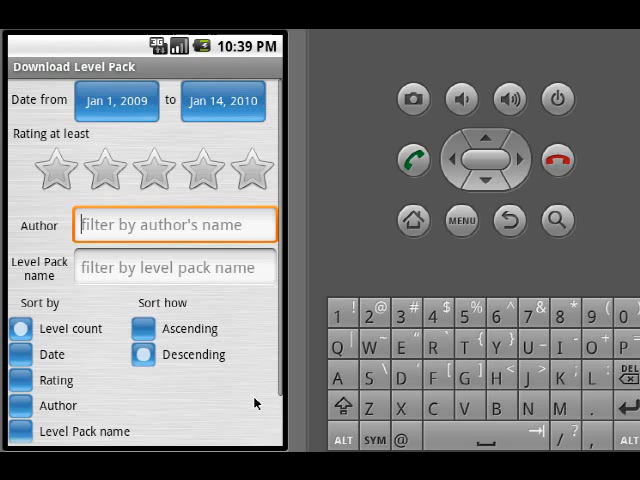 3G 10:39 PM
Download Level Pack
Date from Jan 1, 2009 to Jan 14, 2010
Rating at least
Author filter by author's name
Level Pack name filter by level pack name
Sort by Sort how
Level count Ascending
Date Descending
Rating
Author
Level Pack name
MENU
1 ! 2 @ 3 # 4 $ 5 % 6 ^ 7 & 8 * 9 ( 0 )
Q | W ~ E “ R ` T { Y } U _ I - O + P =
A S \ D ‘ F [ G ] H < J > K ; L : DEL
Z X C V B N M .
ALT SYM @ / ? , ALT